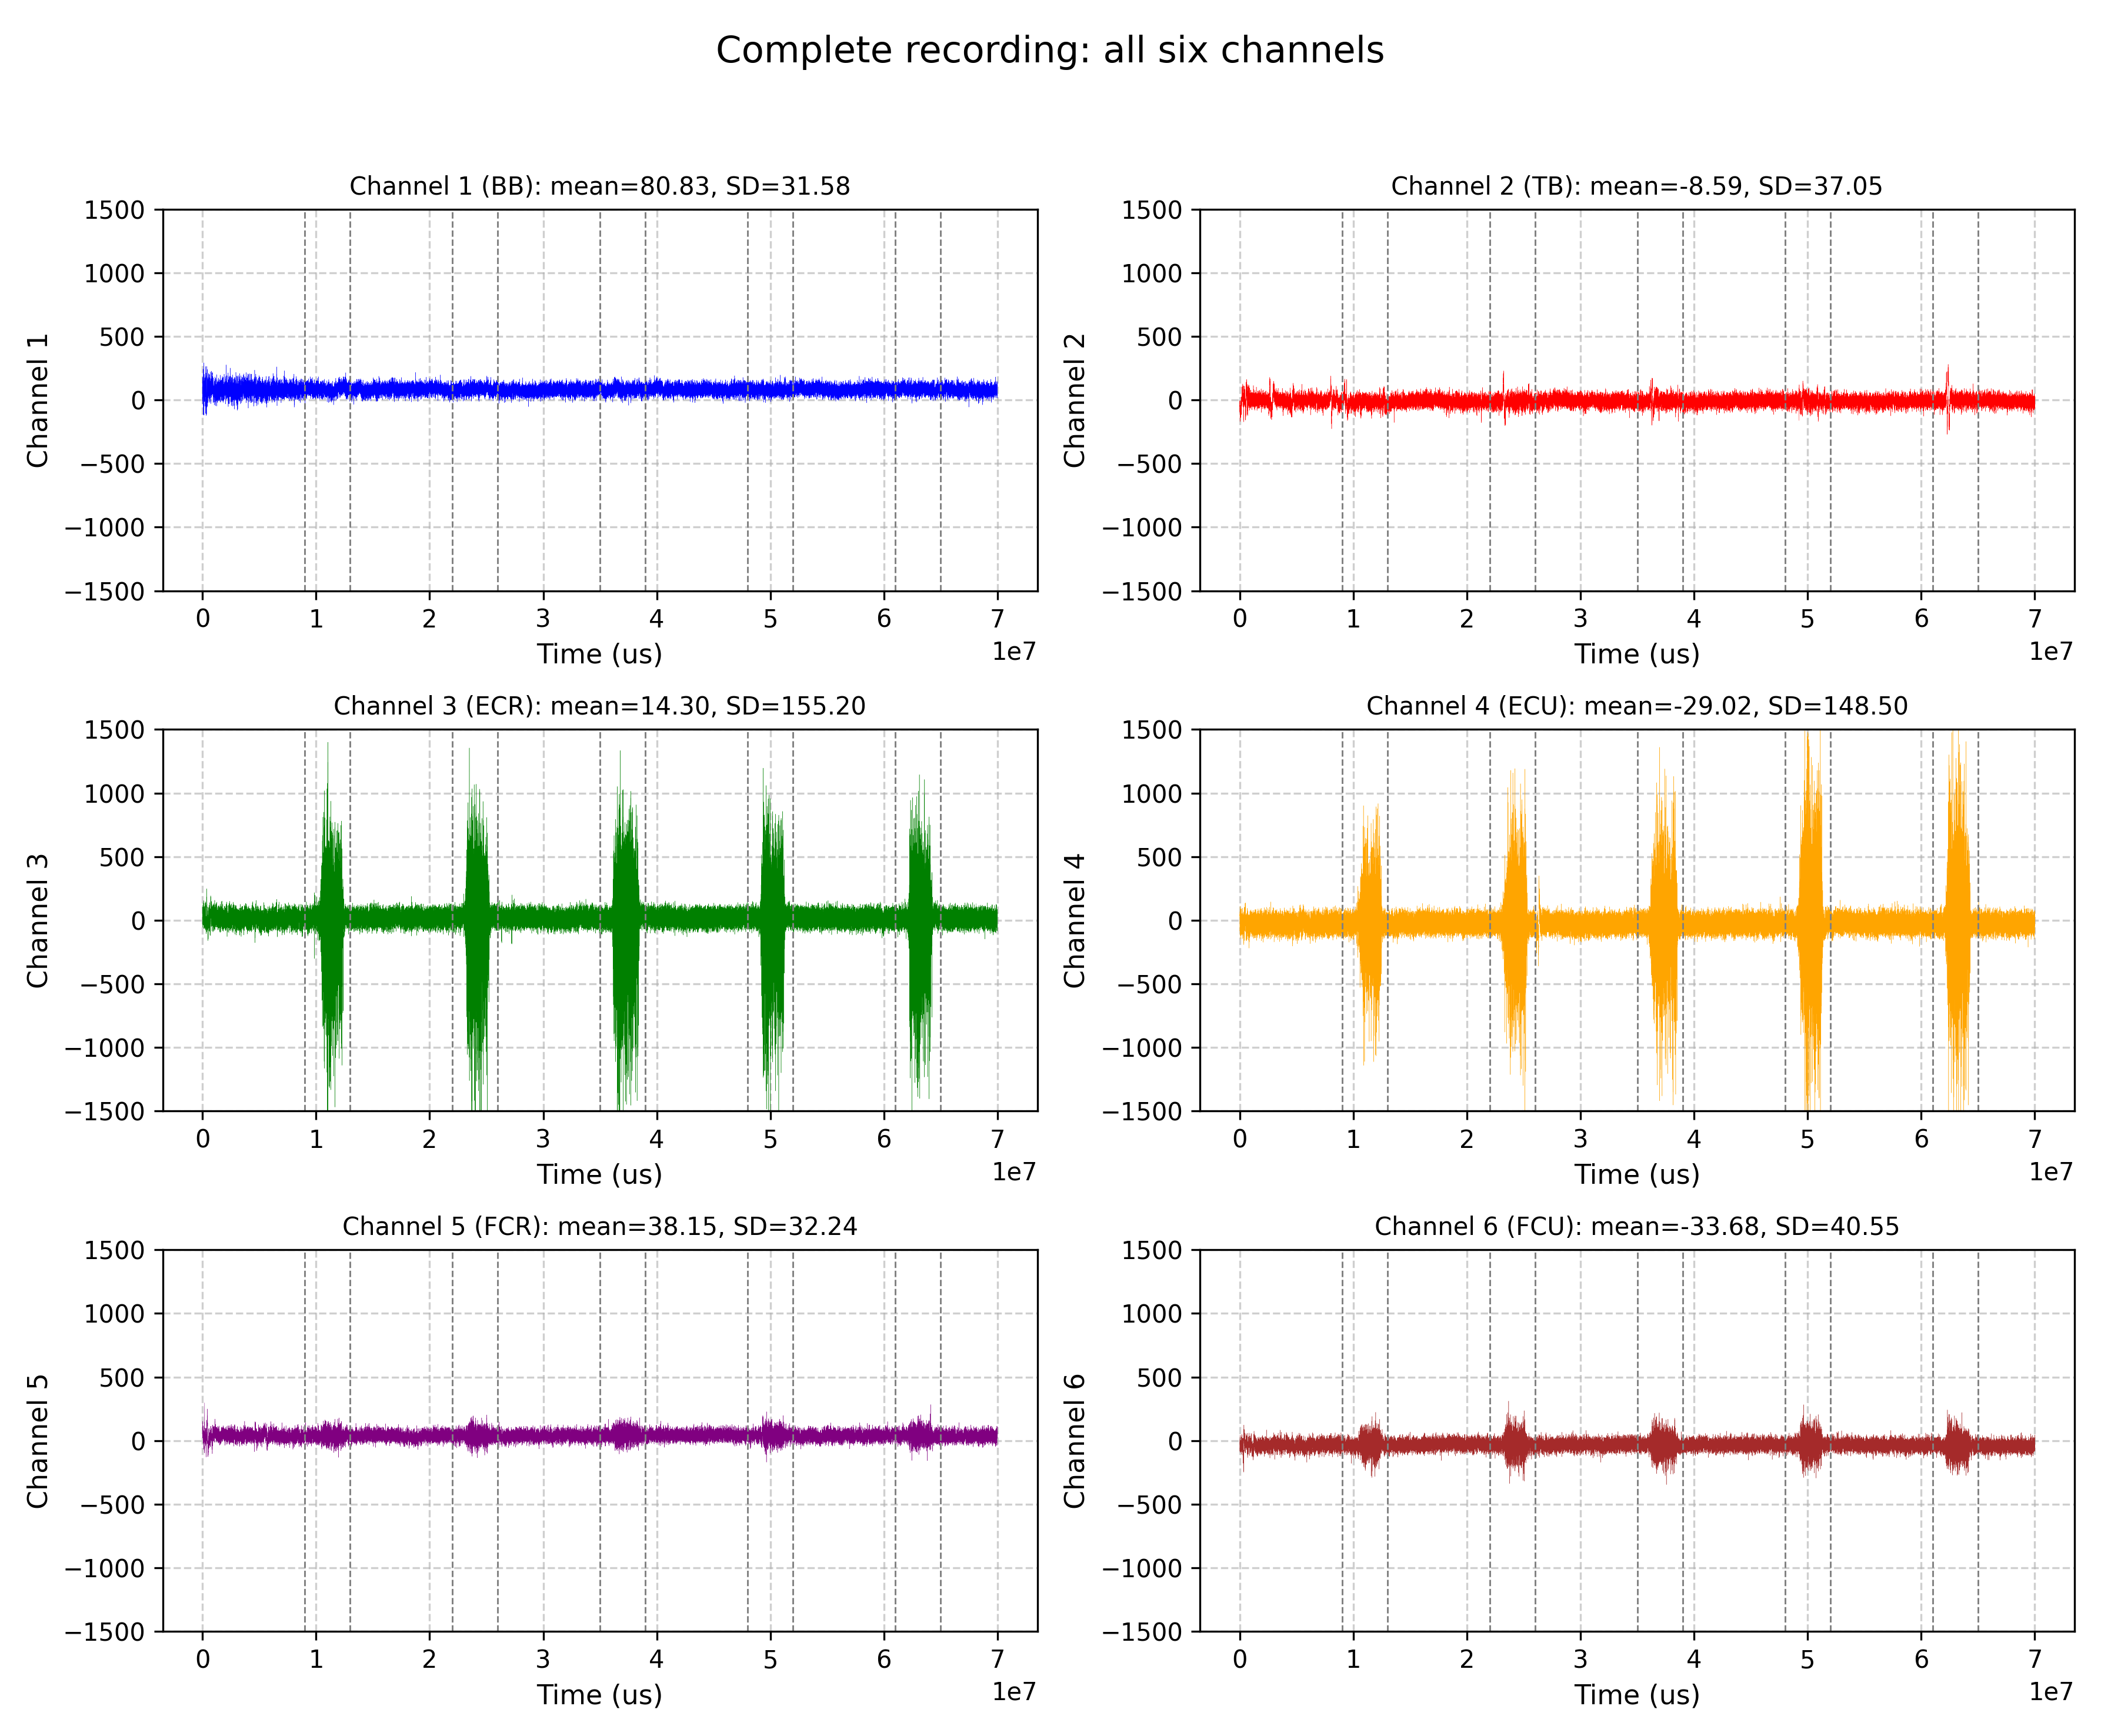 Complete recording: all six channels
Channel 1 (BB): mean=80.83, SD=31.58
Channel 1
1500
1000
500
0
−500
−1000
−1500
0 1 2 3 4 5 6 7
1e7
Time (us)
Channel 2 (TB): mean=-8.59, SD=37.05
Channel 2
1500
1000
500
0
−500
−1000
−1500
0 1 2 3 4 5 6 7
1e7
Time (us)
Channel 3 (ECR): mean=14.30, SD=155.20
Channel 3
1500
1000
500
0
−500
−1000
−1500
0 1 2 3 4 5 6 7
1e7
Time (us)
Channel 4 (ECU): mean=-29.02, SD=148.50
Channel 4
1500
1000
500
0
−500
−1000
−1500
0 1 2 3 4 5 6 7
1e7
Time (us)
Channel 5 (FCR): mean=38.15, SD=32.24
Channel 5
1500
1000
500
0
−500
−1000
−1500
0 1 2 3 4 5 6 7
1e7
Time (us)
Channel 6 (FCU): mean=-33.68, SD=40.55
Channel 6
1500
1000
500
0
−500
−1000
−1500
0 1 2 3 4 5 6 7
1e7
Time (us)